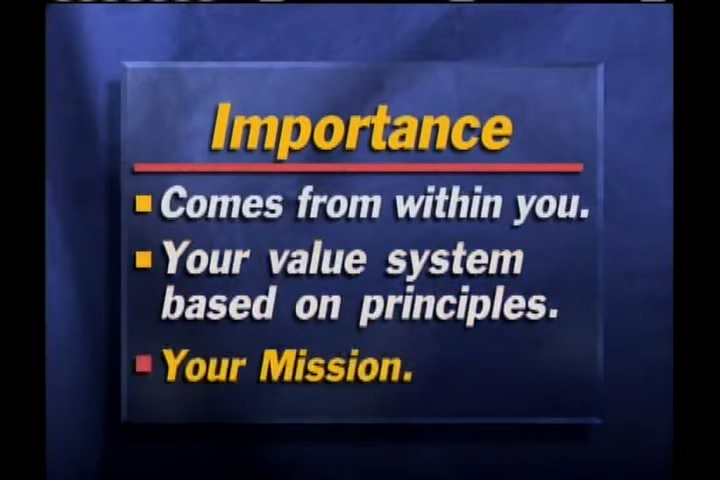 Importance
Comes from within you.
Your value system
based on principles.
Your Mission.